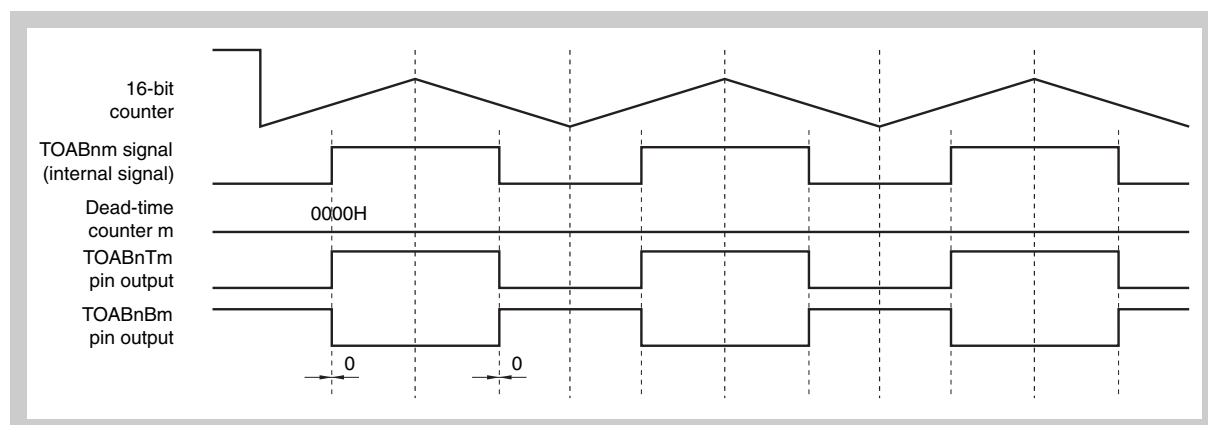 16-bit
counter
TOABnm signal
(internal signal)
Dead-time
counter m
0000H
TOABnTm
pin output
TOABnBm
pin output
0
0